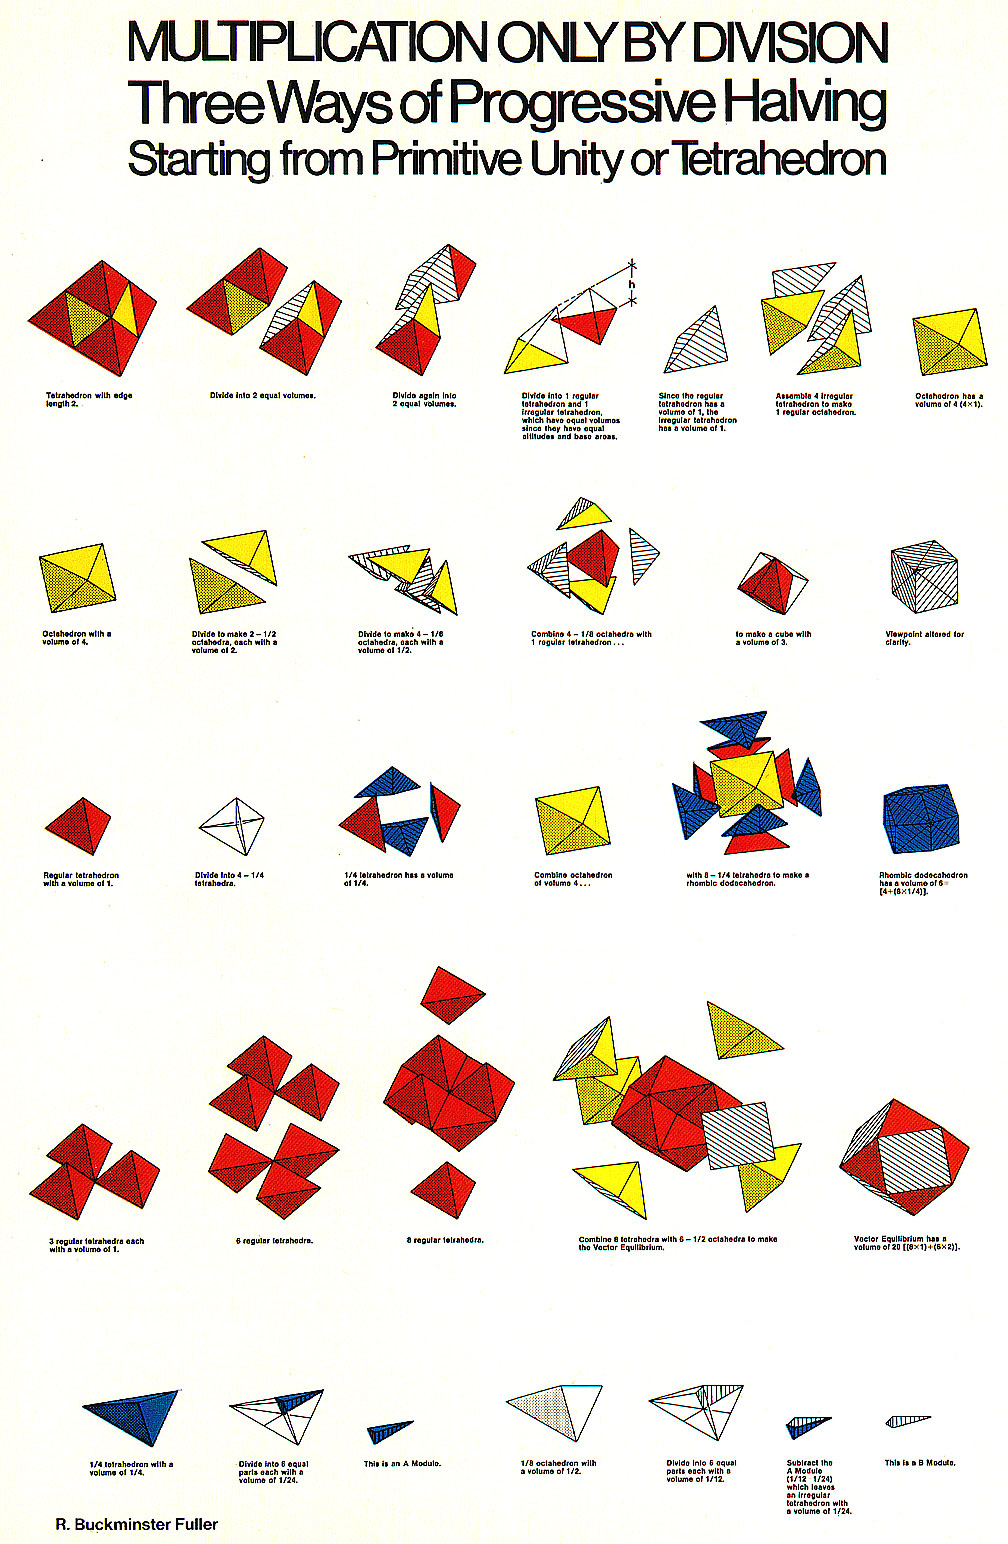 MULTIPLICATION ONLY BY DIVISION
Three Ways of Progressive Halving
Starting from Primitive Unity or Tetrahedron
h
Tetrahedron with edge
length 2.
Divide into 2 equal volumes.
Divide again into
2 equal volumes.
Divide into 1 regular
tetrahedron and 1
irregular tetrahedron,
which have equal volumes
since they have equal
altitudes and base areas.
Since the regular
tetrahedron has a
volume of 1, the
irregular tetrahedron
has a volume of 1.
Assemble 4 irregular
tetrahedron to make
1 regular octahedron.
Octahedron has a
volume of 4 (4×1).
Octahedron with a
volume of 4.
Divide to make 2 – 1/2
octahedra, each with a
volume of 2.
Divide to make 4 – 1/8
octahedra, each with a
volume of 1/2.
Combine 4 – 1/8 octahedra with
1 regular tetrahedron . . .
to make a cube with
a volume of 3.
Viewpoint altered for
clarity.
Regular tetrahedron
with a volume of 1.
Divide into 4 – 1/4
tetrahedra.
1/4 tetrahedron has a volume
of 1/4.
Combine octahedron
of volume 4 . . .
with 8 – 1/4 tetrahedra to make a
rhombic dodecahedron.
Rhombic dodecahedron
has a volume of 6=
[4+(8×1/4)].
3 regular tetrahedra each
with a volume of 1.
6 regular tetrahedra.
8 regular tetrahedra.
Combine 8 tetrahedra with 6 – 1/2 octahedra to make
the Vector Equilibrium.
Vector Equilibrium has a
volume of 20 [(8×1)+(6×2)].
1/4 tetrahedron with a
volume of 1/4.
Divide into 6 equal
parts each with a
volume of 1/24.
This is an A Module.
1/8 octahedron with
a volume of 1/2.
Divide into 6 equal
parts each with a
volume of 1/12.
Subtract the
A Module
(1/12 1/24)
which leaves
an irregular
tetrahedron with
a volume of 1/24.
This is a B Module.
R. Buckminster Fuller